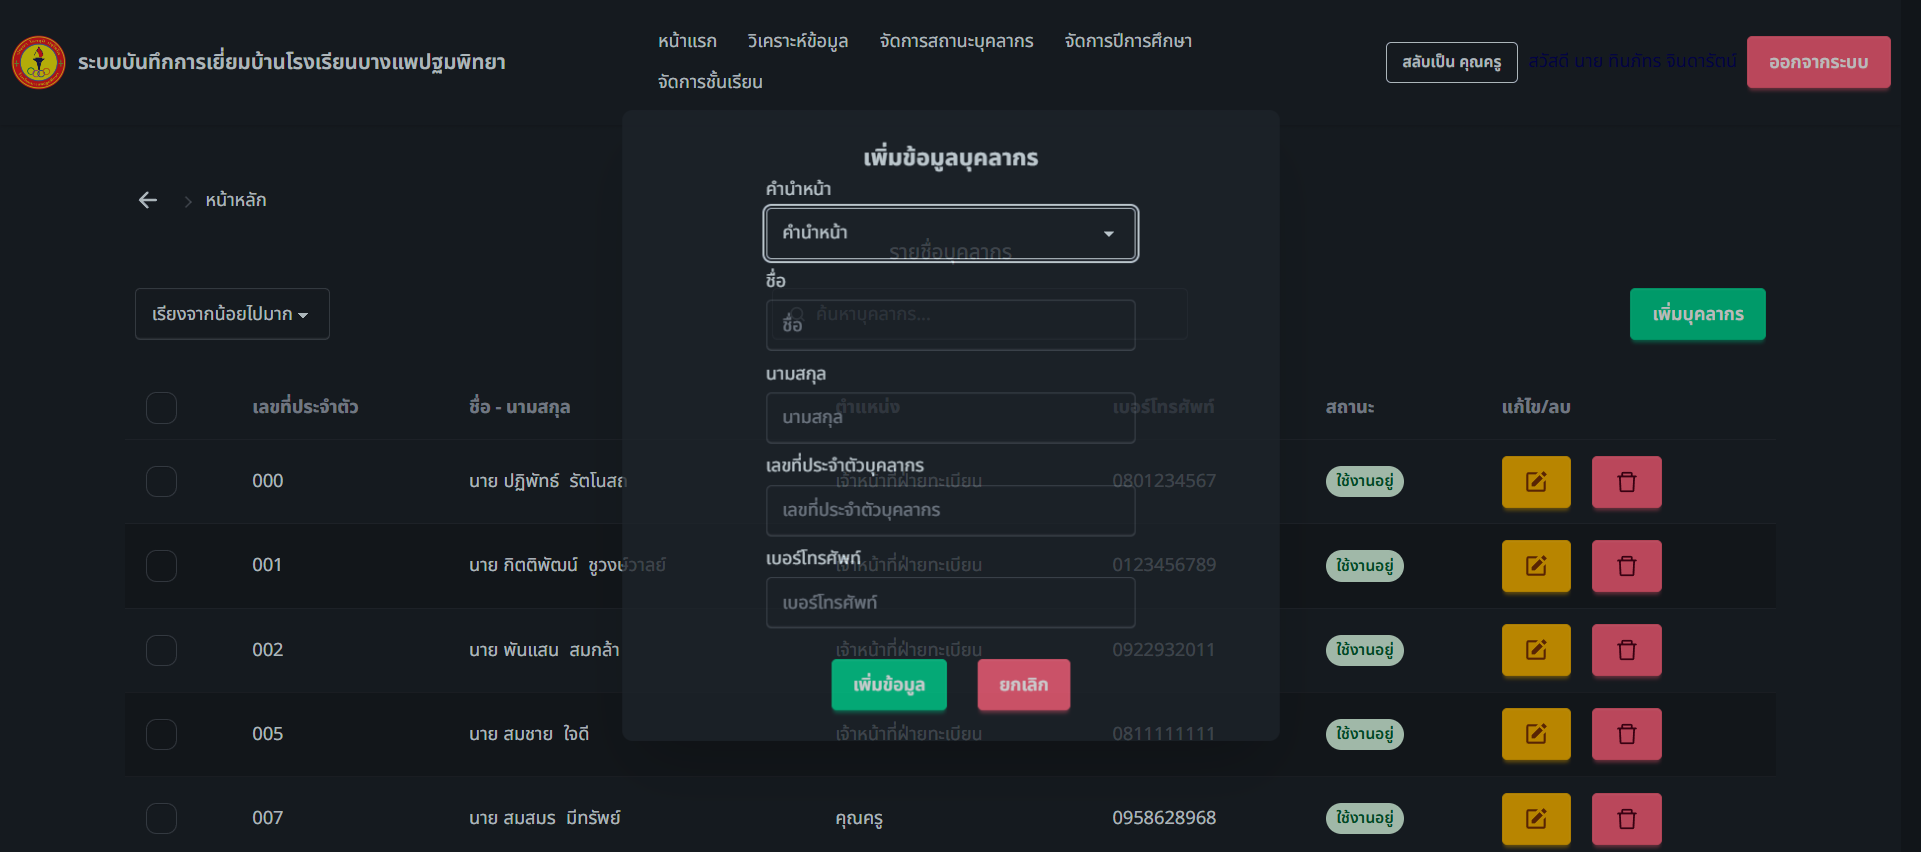 ระบบบันทึกการเยี่ยมบ้านโรงเรียนบางแพปฐมพิทยา
หน้าแรก วิเคราะห์ข้อมูล จัดการสถานะบุคลากร จัดการปีการศึกษา
จัดการชั้นเรียน
สลับเป็น คุณครู
สวัสดี นาย ทินภัทร จินดารัตน์
ออกจากระบบ
หน้าหลัก
รายชื่อบุคลากร
เรียงจากน้อยไปมาก
ค้นหาบุคลากร...
เพิ่มบุคลากร
เพิ่มข้อมูลบุคลากร
คำนำหน้า
คำนำหน้า
ชื่อ
ชื่อ
นามสกุล
นามสกุล
เลขที่ประจำตัวบุคลากร
เลขที่ประจำตัวบุคลากร
เบอร์โทรศัพท์
เบอร์โทรศัพท์
เพิ่มข้อมูล ยกเลิก
เลขที่ประจำตัว ชื่อ - นามสกุล ตำแหน่ง เบอร์โทรศัพท์ สถานะ แก้ไข/ลบ
000 นาย ปฏิพัทธ์ รัตโนสถ เจ้าหน้าที่ฝ่ายทะเบียน 0801234567 ใช้งานอยู่
001 นาย กิตติพัฒน์ ชูวงษ์วาลย์ เจ้าหน้าที่ฝ่ายทะเบียน 0123456789 ใช้งานอยู่
002 นาย พันแสน สมกล้า เจ้าหน้าที่ฝ่ายทะเบียน 0922932011 ใช้งานอยู่
005 นาย สมชาย ใจดี เจ้าหน้าที่ฝ่ายทะเบียน 0811111111 ใช้งานอยู่
007 นาย สมสมร มีทรัพย์ คุณครู 0958628968 ใช้งานอยู่